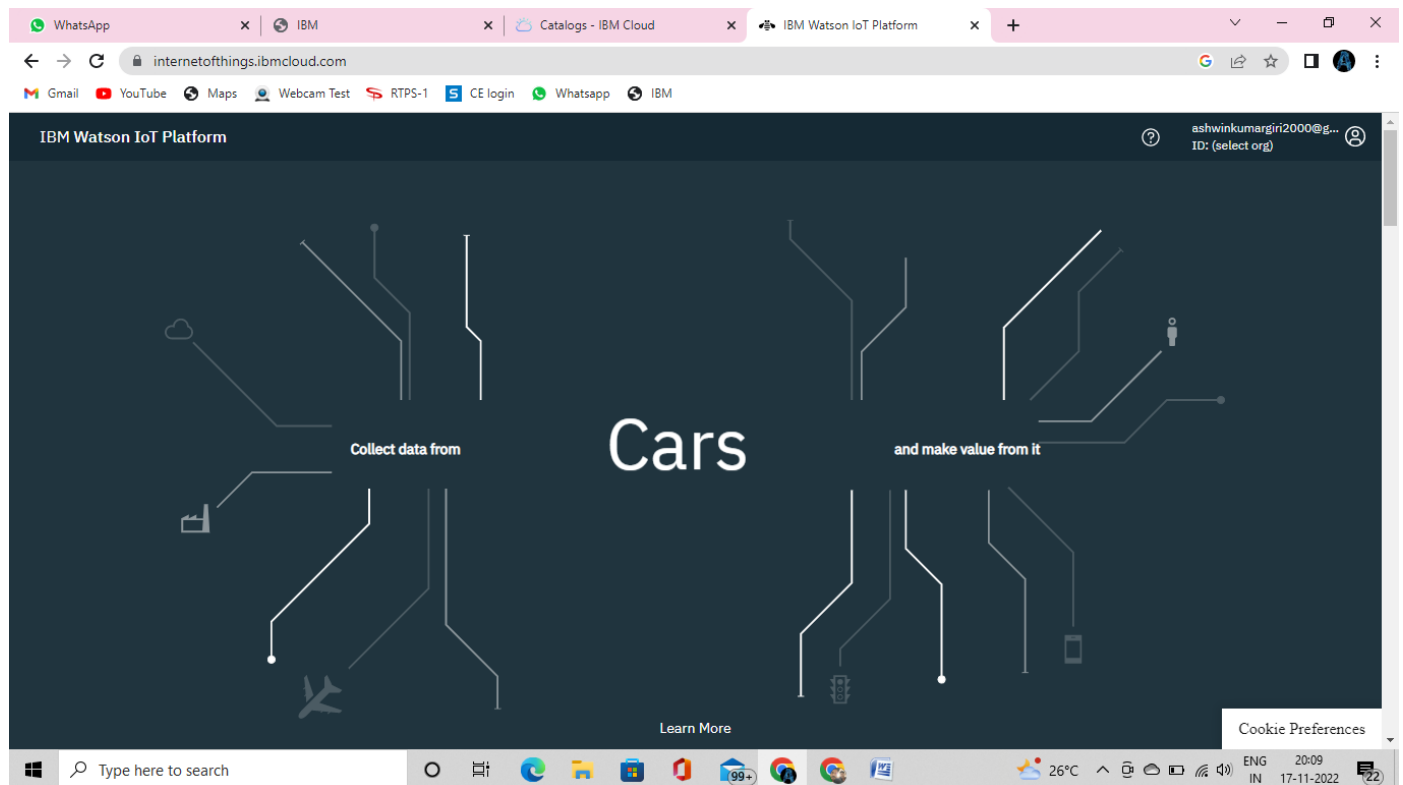 WhatsApp
IBM
Catalogs - IBM Cloud
IBM Watson IoT Platform
internetofthings.ibmcloud.com
Gmail YouTube Maps Webcam Test RTPS-1 CE login Whatsapp IBM
IBM Watson IoT Platform
ashwinkumargiri2000@g...
ID: (select org)
Collect data from
Cars
and make value from it
Learn More
Cookie Preferences
Type here to search
99+
26°C
ENG
IN
20:09
17-11-2022
22